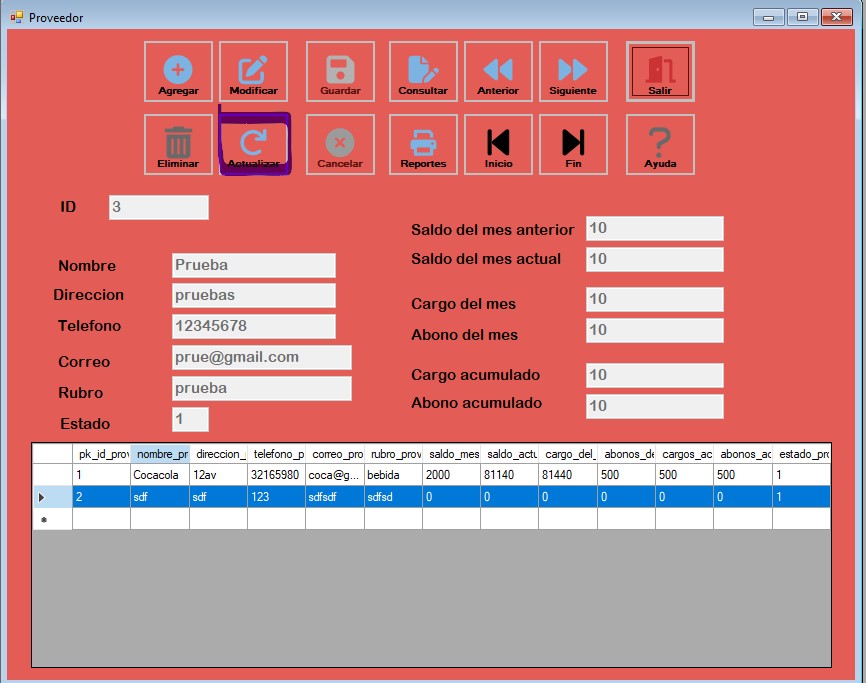 Proveedor
Agregar Modificar Guardar Consultar Anterior Siguiente Salir
Eliminar Actualizar Cancelar Reportes Inicio Fin Ayuda
ID 3
Saldo del mes anterior 10
Saldo del mes actual 10
Nombre Prueba
Direccion pruebas
Cargo del mes 10
Telefono 12345678
Abono del mes 10
Correo prue@gmail.com
Cargo acumulado 10
Rubro prueba
Abono acumulado 10
Estado 1
pk_id_prov nombre_pr direccion_ telefono_p correo_pro rubro_prov saldo_mes saldo_actu cargo_del_ abonos_de cargos_ac abonos_ac estado_pro
1 Cocacola 12av 32165980 coca@g... bebida 2000 81140 81440 500 500 500 1
2 sdf sdf 123 sdfsdf sdfsd 0 0 0 0 0 0 1